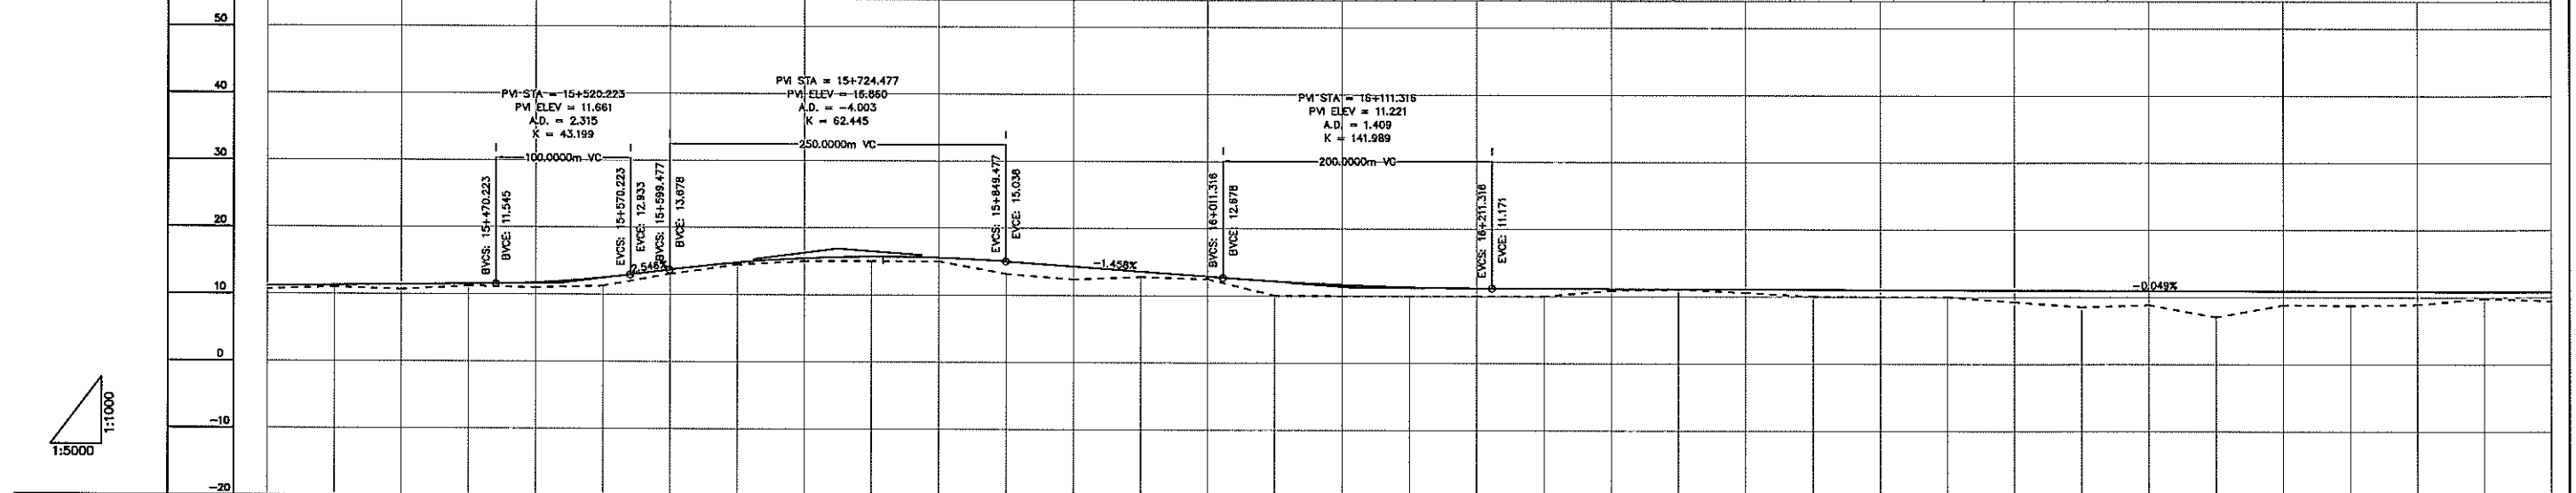 50
40
30
20
10
0
-10
-20
1:1000
1:5000
PVI STA = 15+520.223
PVI ELEV = 11.661
A.D. = 2.315
K = 43.199
100.0000m VC
BVCS: 15+470.223
BVCE: 11.545
EVCS: 15+570.223
EVCE: 12.933
2.546%
PVI STA = 15+724.477
PVI ELEV = 16.860
A.D. = -4.003
K = 62.445
250.0000m VC
BVCS: 15+599.477
BVCE: 13.678
EVCS: 15+849.477
EVCE: 15.038
-1.458%
PVI STA = 16+111.316
PVI ELEV = 11.221
A.D. = 1.409
K = 141.989
200.0000m VC
BVCS: 16+011.316
BVCE: 12.678
EVCS: 16+211.316
EVCE: 11.171
-0.049%